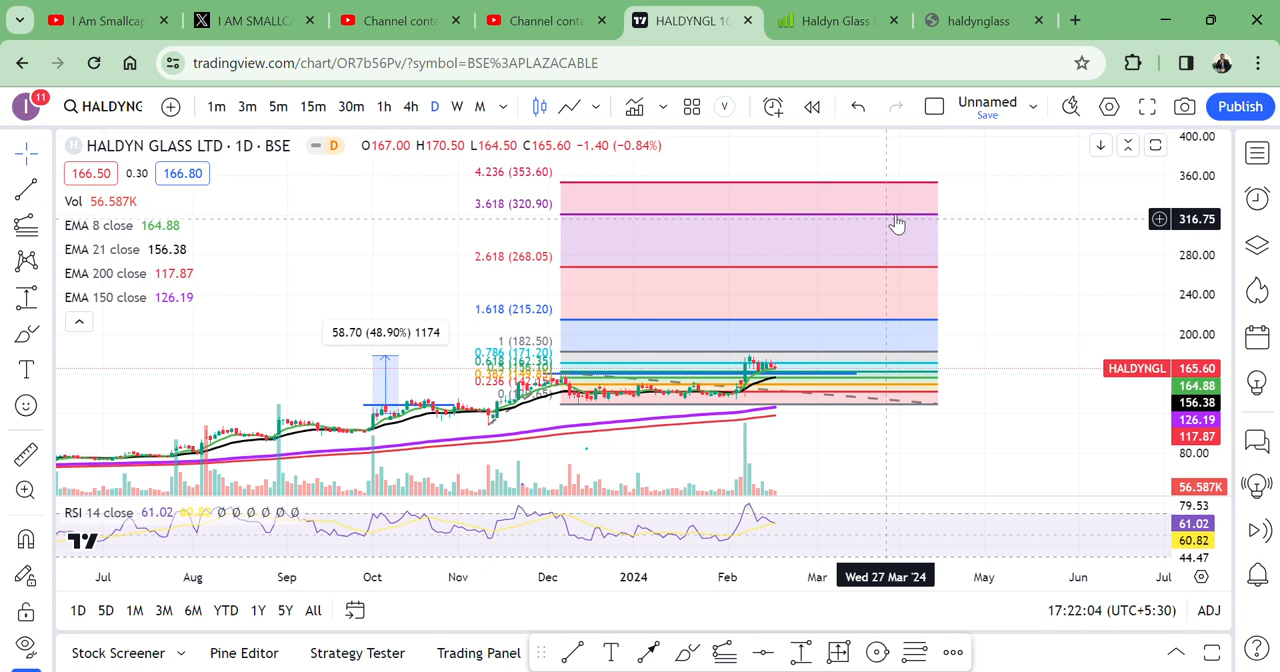 I Am Smallcap
I AM SMALLC
Channel conte
Channel conte
HALDYNGL 16
Haldyn Glass L
haldynglass
tradingview.com/chart/OR7b56Pv/?symbol=BSE%3APLAZACABLE
11
HALDYNG
1m 3m 5m 15m 30m 1h 4h D W M
V
Unnamed
Save
Publish
H HALDYN GLASS LTD · 1D · BSE
D
O167.00 H170.50 L164.50 C165.60 −1.40 (−0.84%)
166.50 0.30 166.80
Vol 56.587K
EMA 8 close 164.88
EMA 21 close 156.38
EMA 200 close 117.87
EMA 150 close 126.19
4.236 (353.60)
3.618 (320.90)
2.618 (268.05)
1.618 (215.20)
1 (182.50)
0.786 (171.20)
58.70 (48.90%) 1174
400.00
360.00
316.75
280.00
240.00
200.00
HALDYNGL 165.60
164.88
156.38
126.19
117.87
80.00
56.587K
RSI 14 close 61.02 60.82 Ø Ø Ø Ø Ø Ø
79.53
61.02
60.82
44.47
Jul Aug Sep Oct Nov Dec 2024 Feb Mar Wed 27 Mar '24 May Jun Jul
1D 5D 1M 3M 6M YTD 1Y 5Y All
17:22:04 (UTC+5:30) ADJ
Stock Screener Pine Editor Strategy Tester Trading Panel